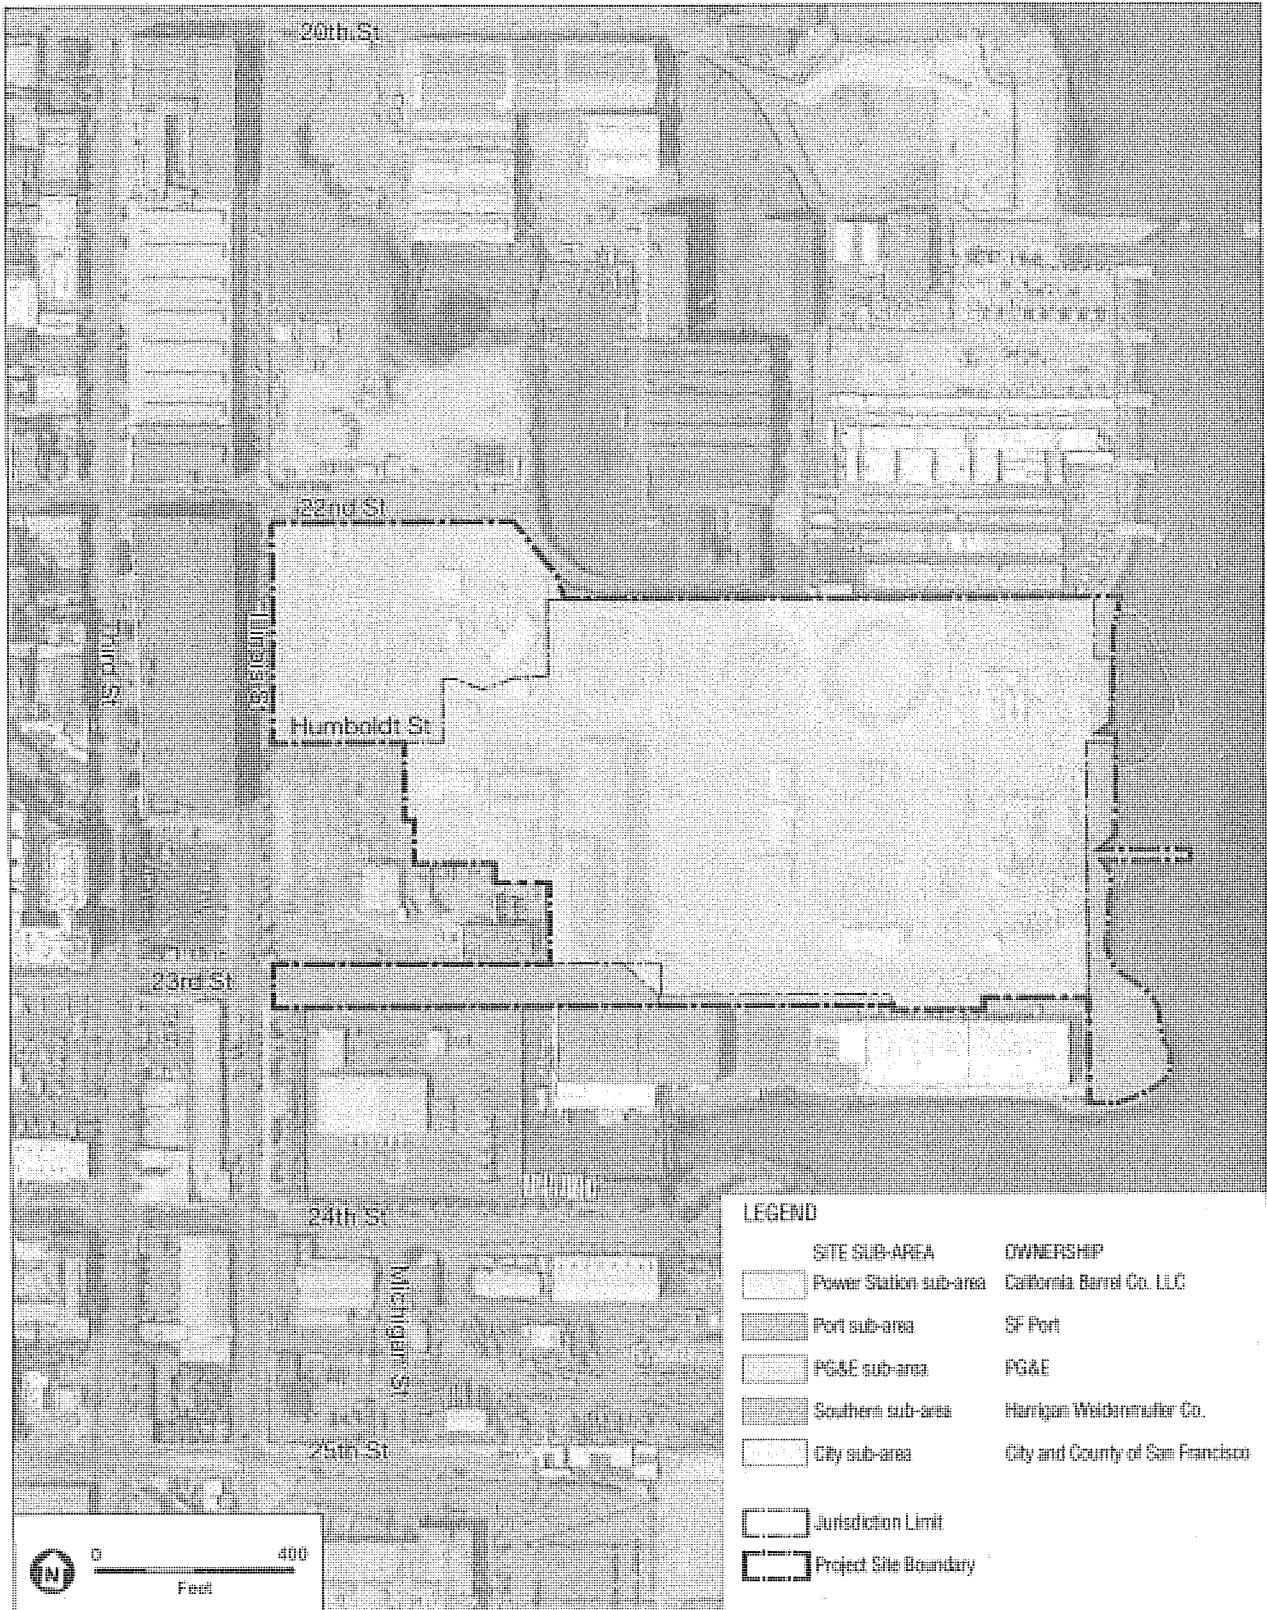 20th St
22nd St
Third St
Illinois St
Humboldt St
23rd St
24th St
Michigan St
25th St
LEGEND
SITE SUB-AREA OWNERSHIP
Power Station sub-area California Barrel Co. LLC
Port sub-area SF Port
PG&E sub-area PG&E
Southern sub-area Harrigan Weidenmuller Co.
City sub-area City and County of San Francisco
Jurisdiction Limit
Project Site Boundary
N
0 400
Feet